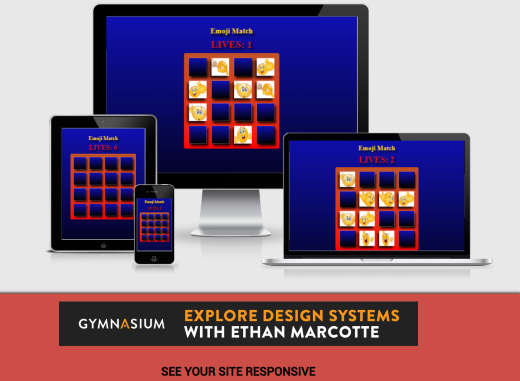 Emoji Match
LIVES: 1
Emoji Match
LIVES: 6
Emoji Match
Emoji Match
LIVES: 2
GYMNASIUM
EXPLORE DESIGN SYSTEMS
WITH ETHAN MARCOTTE
SEE YOUR SITE RESPONSIVE